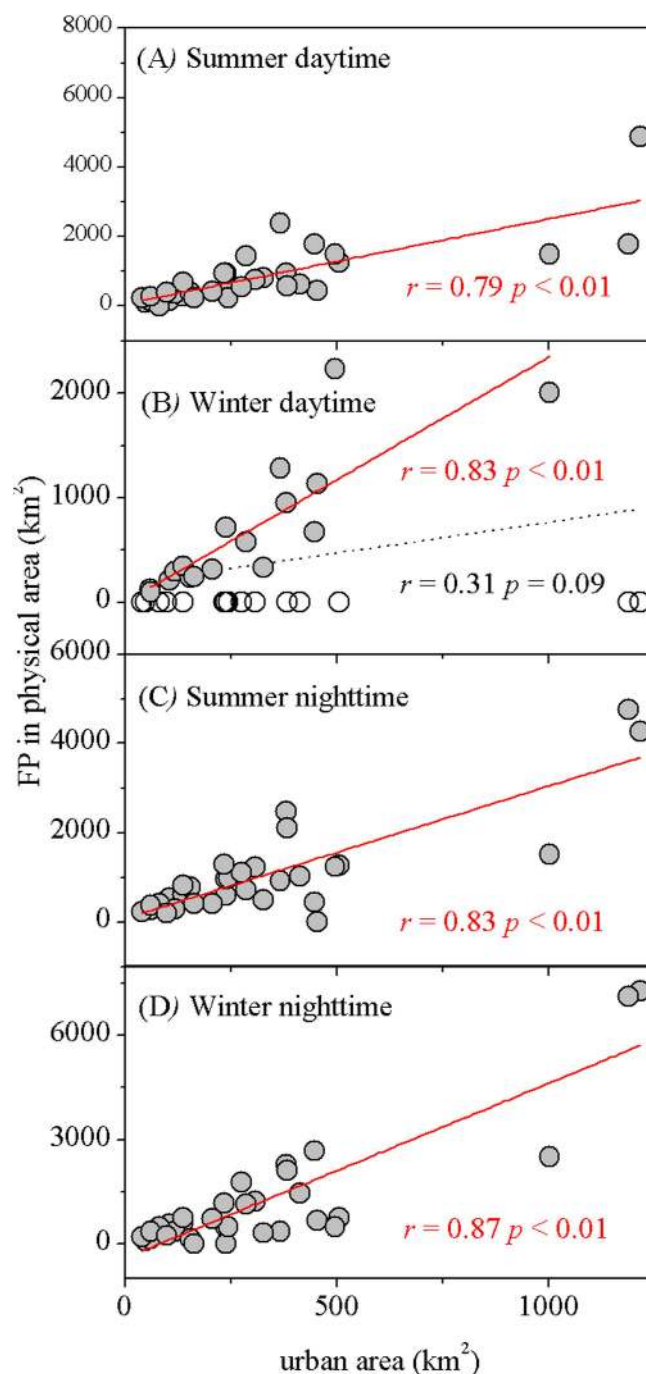 8000
(A) Summer daytime
6000
4000
2000
r = 0.79 p < 0.01
0
(B) Winter daytime
2000
r = 0.83 p < 0.01
1000
r = 0.31 p = 0.09
0
6000
(C) Summer nighttime
4000
2000
r = 0.83 p < 0.01
0
(D) Winter nighttime
6000
3000
r = 0.87 p < 0.01
0
FP in physical area (km²)
0 500 1000
urban area (km²)